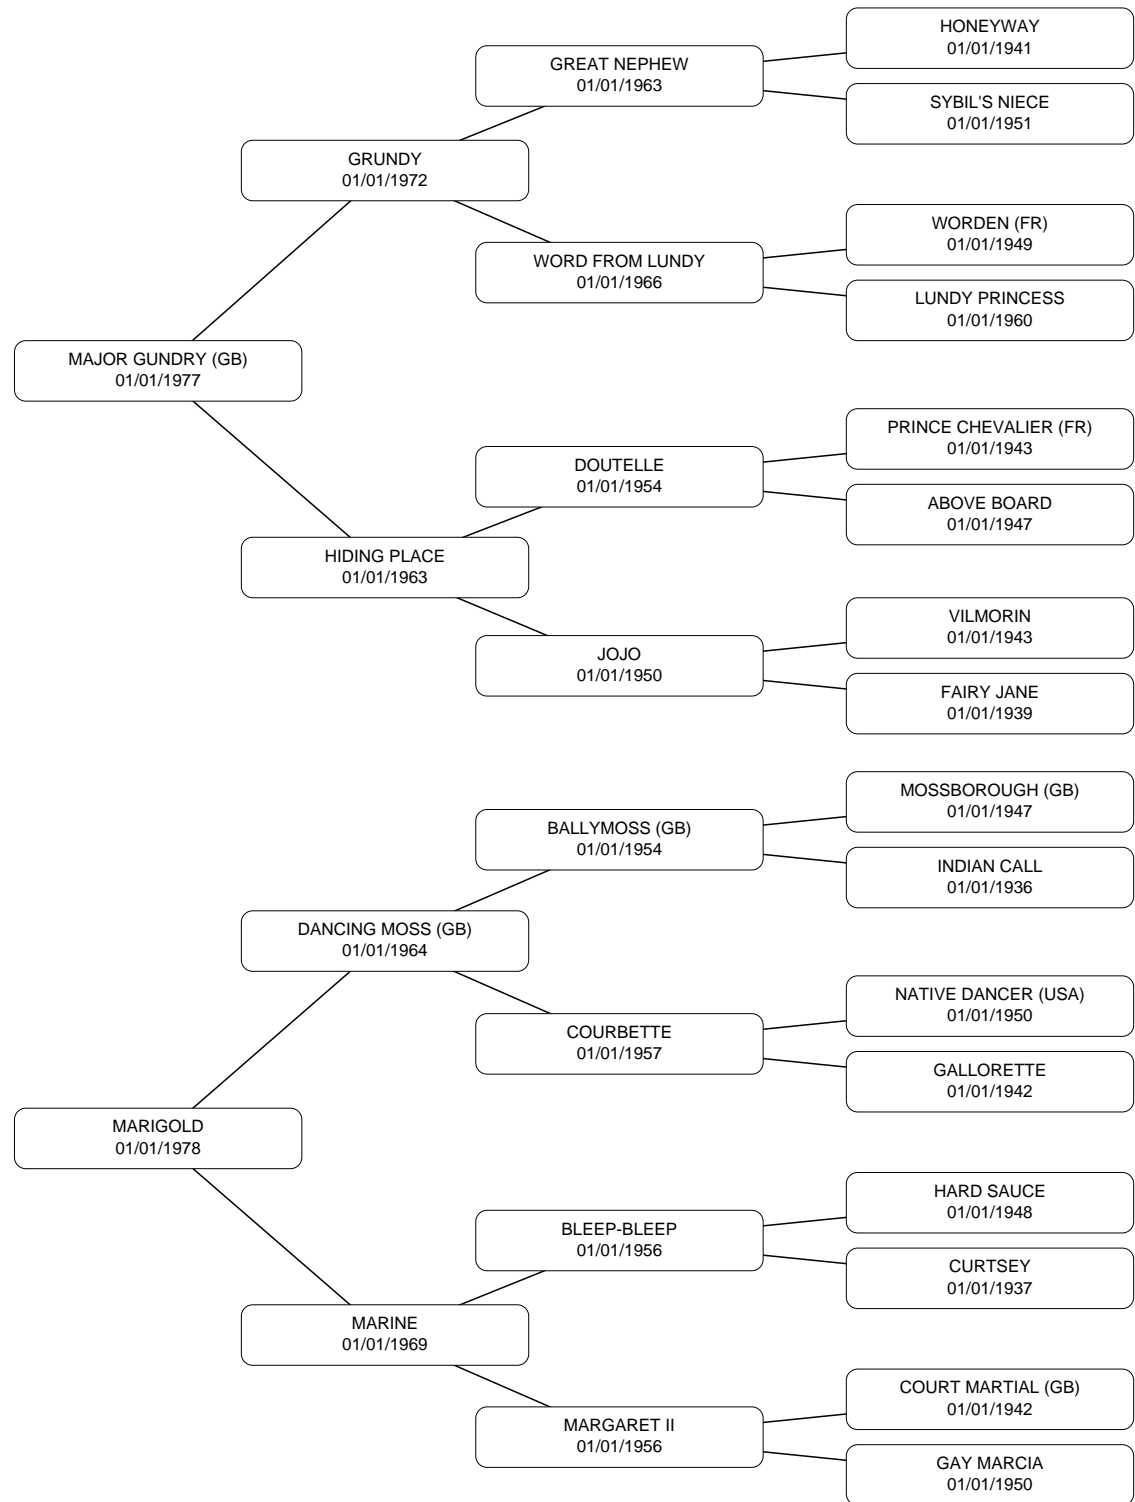 HONEYWAY
01/01/1941
GREAT NEPHEW
01/01/1963
SYBIL'S NIECE
01/01/1951
GRUNDY
01/01/1972
WORDEN (FR)
01/01/1949
WORD FROM LUNDY
01/01/1966
LUNDY PRINCESS
01/01/1960
MAJOR GUNDRY (GB)
01/01/1977
PRINCE CHEVALIER (FR)
01/01/1943
DOUTELLE
01/01/1954
ABOVE BOARD
01/01/1947
HIDING PLACE
01/01/1963
VILMORIN
01/01/1943
JOJO
01/01/1950
FAIRY JANE
01/01/1939
MOSSBOROUGH (GB)
01/01/1947
BALLYMOSS (GB)
01/01/1954
INDIAN CALL
01/01/1936
DANCING MOSS (GB)
01/01/1964
NATIVE DANCER (USA)
01/01/1950
COURBETTE
01/01/1957
GALLORETTE
01/01/1942
MARIGOLD
01/01/1978
HARD SAUCE
01/01/1948
BLEEP-BLEEP
01/01/1956
CURTSEY
01/01/1937
MARINE
01/01/1969
COURT MARTIAL (GB)
01/01/1942
MARGARET II
01/01/1956
GAY MARCIA
01/01/1950